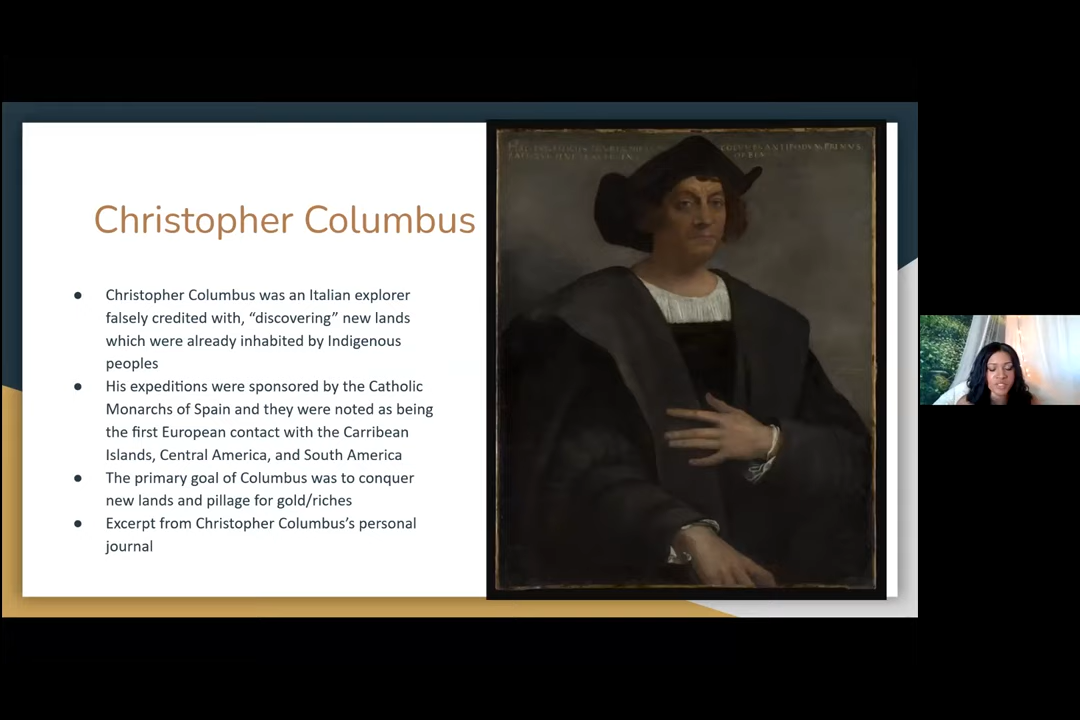 Christopher Columbus
● Christopher Columbus was an Italian explorer
falsely credited with, “discovering” new lands
which were already inhabited by Indigenous
peoples
● His expeditions were sponsored by the Catholic
Monarchs of Spain and they were noted as being
the first European contact with the Carribean
Islands, Central America, and South America
● The primary goal of Columbus was to conquer
new lands and pillage for gold/riches
● Excerpt from Christopher Columbus’s personal
journal